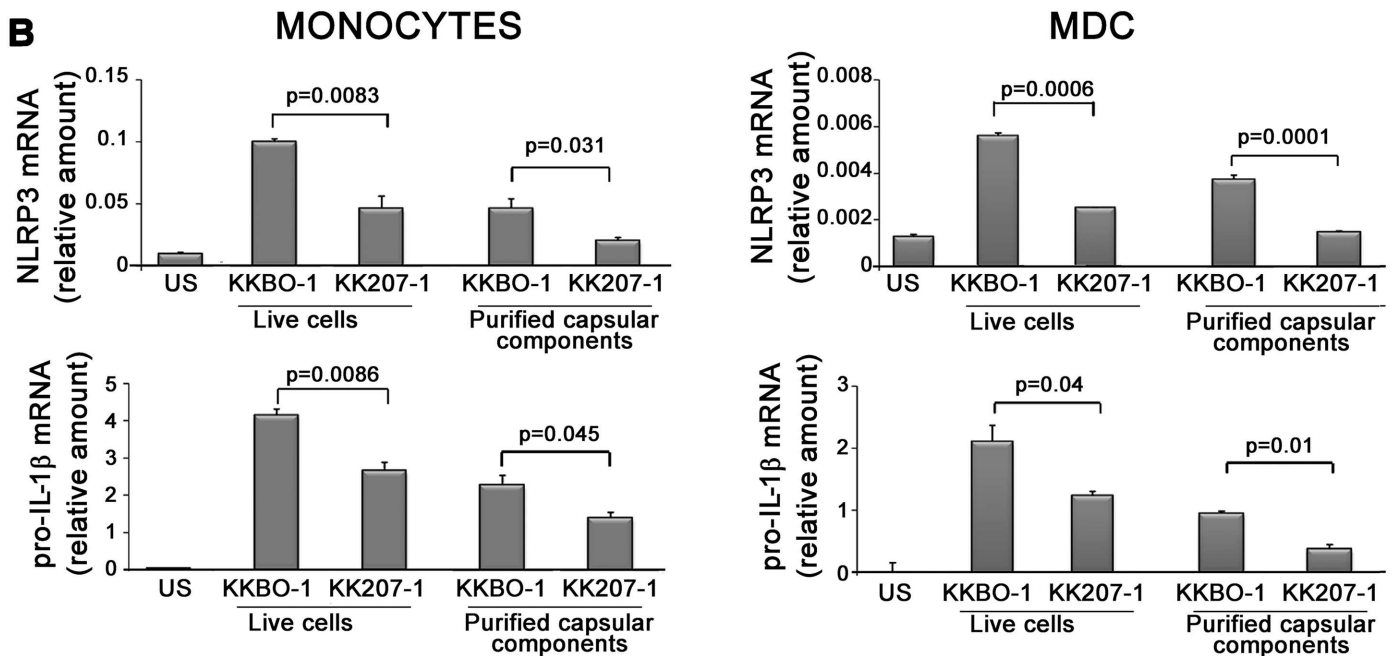 B
MONOCYTES
NLRP3 mRNA
(relative amount)
0.15
0.1
0.05
0
p=0.0083
p=0.031
US
KKBO-1
KK207-1
KKBO-1
KK207-1
Live cells
Purified capsular
components
MDC
NLRP3 mRNA
(relative amount)
0.008
0.006
0.004
0.002
0
p=0.0006
p=0.0001
US
KKBO-1
KK207-1
KKBO-1
KK207-1
Live cells
Purified capsular
components
pro-IL-1β mRNA
(relative amount)
5
4
3
2
1
0
p=0.0086
p=0.045
US
KKBO-1
KK207-1
KKBO-1
KK207-1
Live cells
Purified capsular
components
pro-IL-1β mRNA
(relative amount)
3
2
1
0
p=0.04
p=0.01
US
KKBO-1
KK207-1
KKBO-1
KK207-1
Live cells
Purified capsular
components